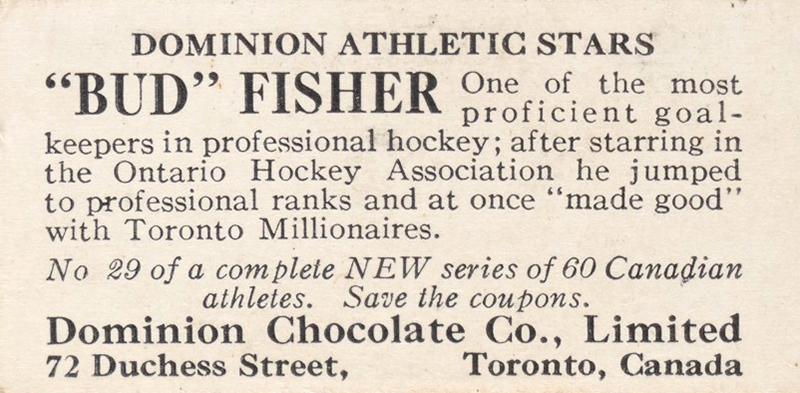 DOMINION ATHLETIC STARS
"BUD" FISHER One of the most
proficient goal-
keepers in professional hockey; after starring in
the Ontario Hockey Association he jumped
to professional ranks and at once "made good"
with Toronto Millionaires.
No 29 of a complete NEW series of 60 Canadian
athletes. Save the coupons.
Dominion Chocolate Co., Limited
72 Duchess Street, Toronto, Canada